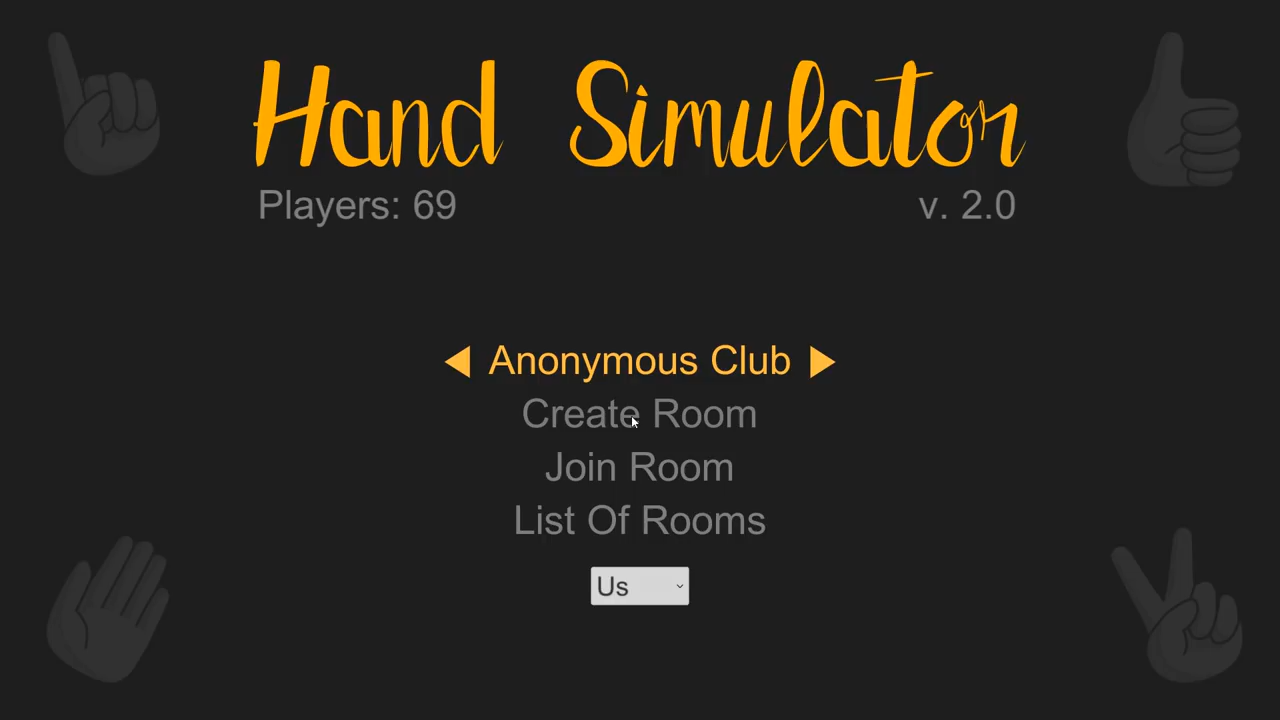 Hand Simulator
Players: 69
v. 2.0
Anonymous Club
Create Room
Join Room
List Of Rooms
Us